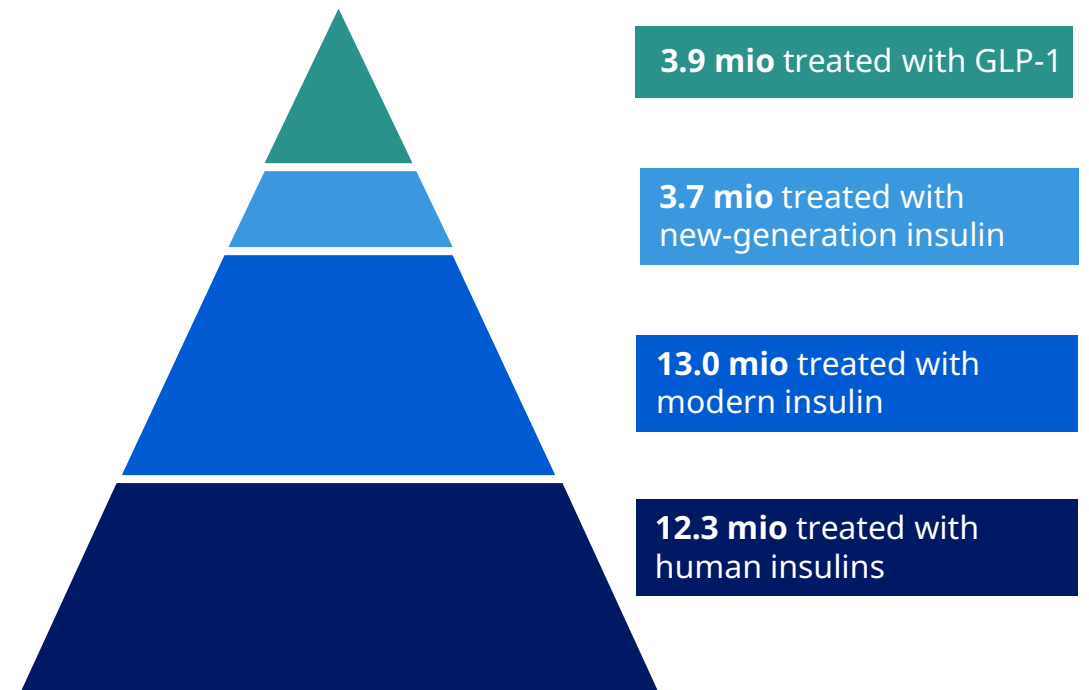 3.9 mio treated with GLP-1
3.7 mio treated with
new-generation insulin
13.0 mio treated with
modern insulin
12.3 mio treated with
human insulins